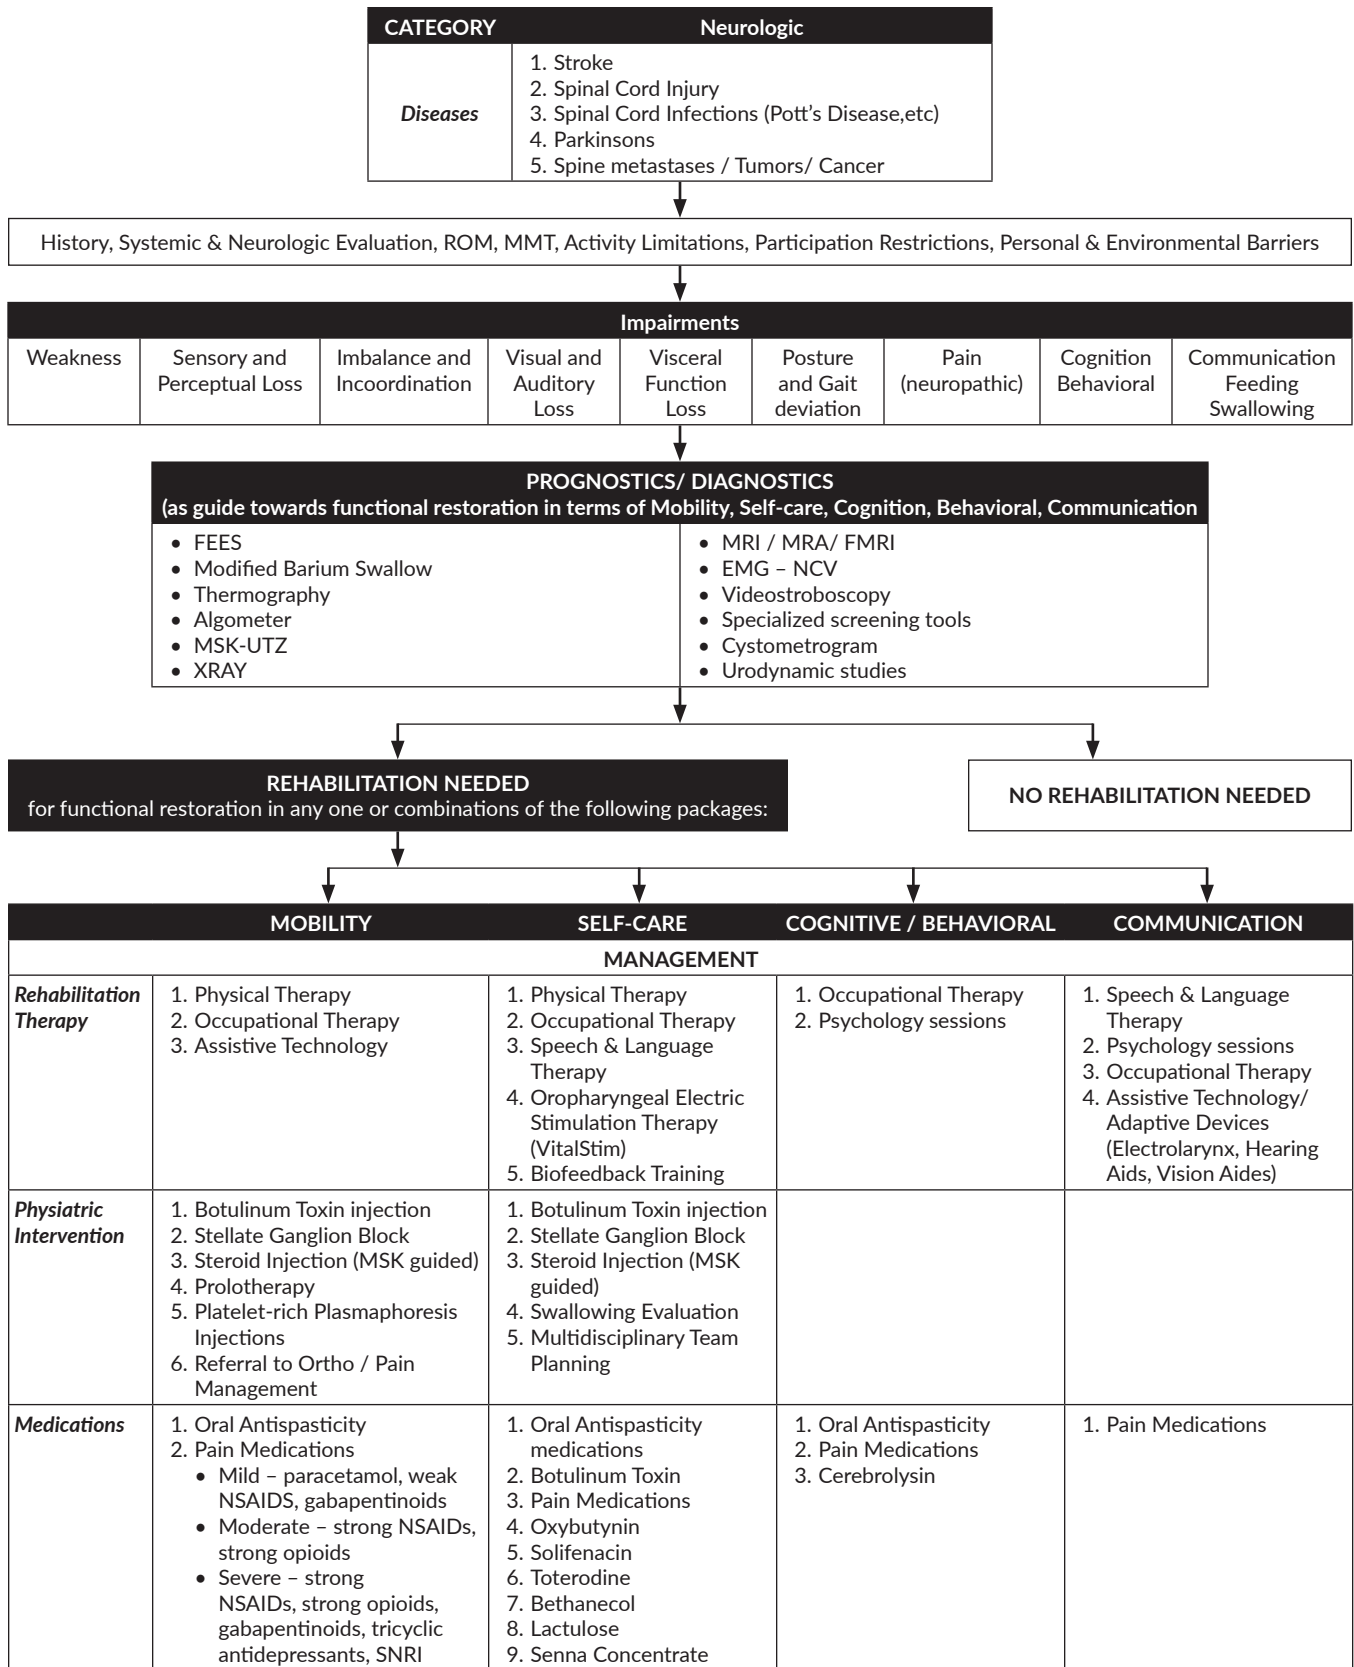 CATEGORY Neurologic
Diseases
1. Stroke
2. Spinal Cord Injury
3. Spinal Cord Infections (Pott's Disease,etc)
4. Parkinsons
5. Spine metastases / Tumors/ Cancer
History, Systemic & Neurologic Evaluation, ROM, MMT, Activity Limitations, Participation Restrictions, Personal & Environmental Barriers
Impairments
Weakness
Sensory and
Perceptual Loss
Imbalance and
Incoordination
Visual and
Auditory
Loss
Visceral
Function
Loss
Posture
and Gait
deviation
Pain
(neuropathic)
Cognition
Behavioral
Communication
Feeding
Swallowing
PROGNOSTICS/ DIAGNOSTICS
(as guide towards functional restoration in terms of Mobility, Self-care, Cognition, Behavioral, Communication
• FEES
• Modified Barium Swallow
• Thermography
• Algometer
• MSK-UTZ
• XRAY
• MRI / MRA/ FMRI
• EMG – NCV
• Videostroboscopy
• Specialized screening tools
• Cystometrogram
• Urodynamic studies
REHABILITATION NEEDED
for functional restoration in any one or combinations of the following packages:
NO REHABILITATION NEEDED
MOBILITY SELF-CARE COGNITIVE / BEHAVIORAL COMMUNICATION
MANAGEMENT
Rehabilitation
Therapy
1. Physical Therapy
2. Occupational Therapy
3. Assistive Technology
1. Physical Therapy
2. Occupational Therapy
3. Speech & Language
Therapy
4. Oropharyngeal Electric
Stimulation Therapy
(VitalStim)
5. Biofeedback Training
1. Occupational Therapy
2. Psychology sessions
1. Speech & Language
Therapy
2. Psychology sessions
3. Occupational Therapy
4. Assistive Technology/
Adaptive Devices
(Electrolarynx, Hearing
Aids, Vision Aides)
Physiatric
Intervention
1. Botulinum Toxin injection
2. Stellate Ganglion Block
3. Steroid Injection (MSK guided)
4. Prolotherapy
5. Platelet-rich Plasmaphoresis
Injections
6. Referral to Ortho / Pain
Management
1. Botulinum Toxin injection
2. Stellate Ganglion Block
3. Steroid Injection (MSK
guided)
4. Swallowing Evaluation
5. Multidisciplinary Team
Planning
Medications
1. Oral Antispasticity
2. Pain Medications
• Mild – paracetamol, weak
NSAIDS, gabapentinoids
• Moderate – strong NSAIDs,
strong opioids
• Severe – strong
NSAIDs, strong opioids,
gabapentinoids, tricyclic
antidepressants, SNRI
1. Oral Antispasticity
medications
2. Botulinum Toxin
3. Pain Medications
4. Oxybutynin
5. Solifenacin
6. Toterodine
7. Bethanecol
8. Lactulose
9. Senna Concentrate
1. Oral Antispasticity
2. Pain Medications
3. Cerebrolysin
1. Pain Medications